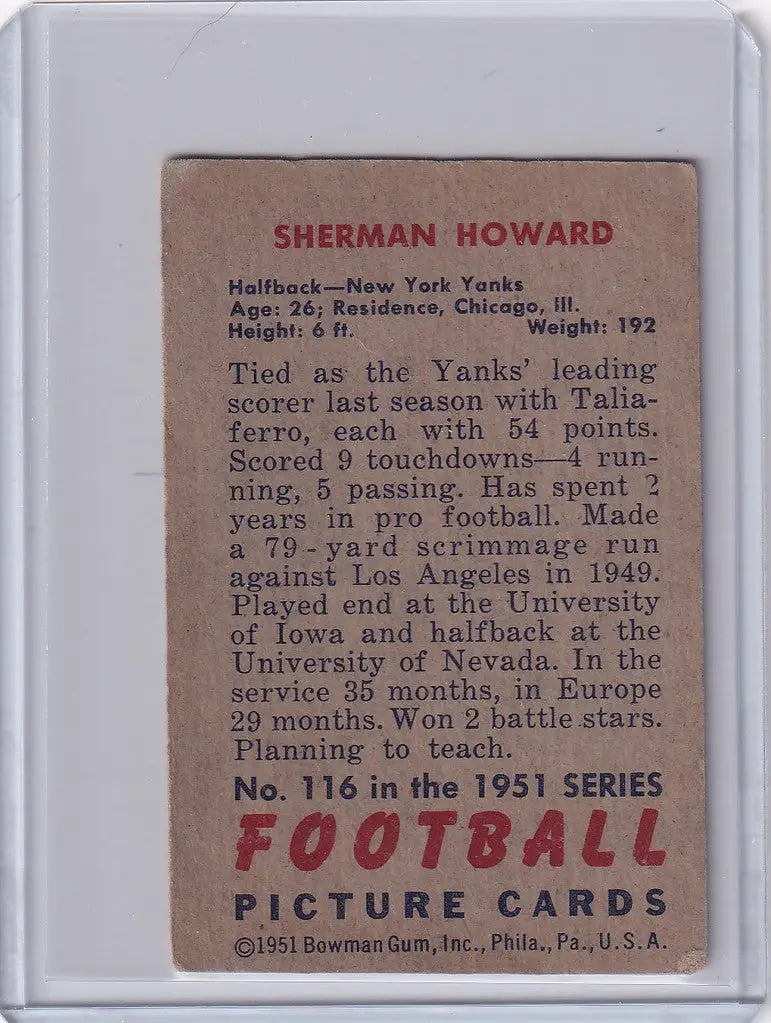 SHERMAN HOWARD
Halfback—New York Yanks
Age: 26; Residence, Chicago, Ill.
Height: 6 ft. Weight: 192
Tied as the Yanks' leading
scorer last season with Talia-
ferro, each with 54 points.
Scored 9 touchdowns—4 run-
ning, 5 passing. Has spent 2
years in pro football. Made
a 79-yard scrimmage run
against Los Angeles in 1949.
Played end at the University
of Iowa and halfback at the
University of Nevada. In the
service 35 months, in Europe
29 months. Won 2 battle stars.
Planning to teach.
No. 116 in the 1951 SERIES
FOOTBALL
PICTURE CARDS
©1951 Bowman Gum, Inc., Phila., Pa., U.S.A.